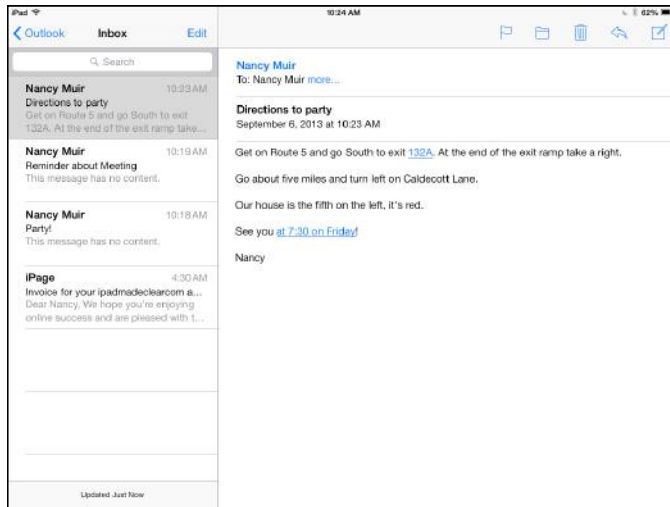 iPad
10:24 AM
62%
Outlook
Inbox
Edit
Search
Nancy Muir 10:23 AM
Directions to party
Get on Route 5 and go South to exit
132A. At the end of the exit ramp take...
Nancy Muir 10:19 AM
Reminder about Meeting
This message has no content.
Nancy Muir 10:18 AM
Party!
This message has no content.
iPage 4:30 AM
Invoice for your ipadmadeclearcom a...
Dear Nancy, We hope you're enjoying
online success and are pleased with t...
Updated Just Now
Nancy Muir
To: Nancy Muir more...
Directions to party
September 6, 2013 at 10:23 AM
Get on Route 5 and go South to exit 132A. At the end of the exit ramp take a right.
Go about five miles and turn left on Caldecott Lane.
Our house is the fifth on the left, it's red.
See you at 7:30 on Friday!
Nancy